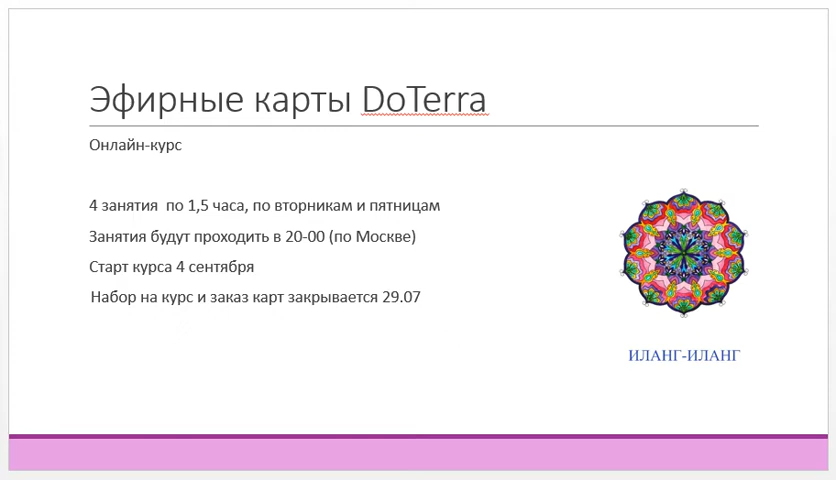 Эфирные карты DoTerra
Онлайн-курс
4 занятия по 1,5 часа, по вторникам и пятницам
Занятия будут проходить в 20-00 (по Москве)
Старт курса 4 сентября
Набор на курс и заказ карт закрывается 29.07
ИЛАНГ-ИЛАНГ